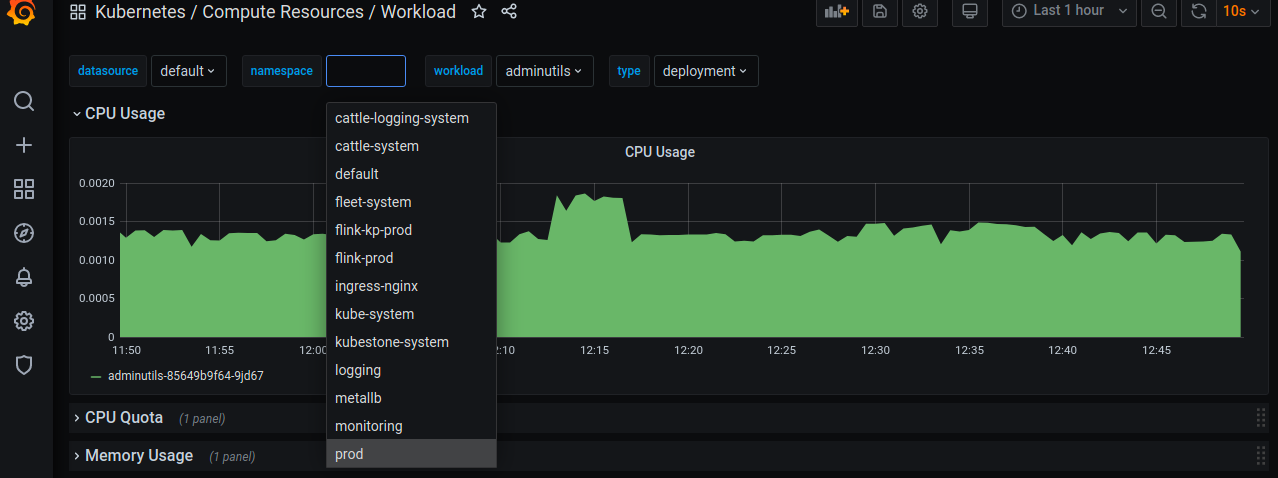 Kubernetes / Compute Resources / Workload
Last 1 hour
10s
datasource default
namespace
workload adminutils
type deployment
CPU Usage
cattle-logging-system
cattle-system
default
fleet-system
flink-kp-prod
flink-prod
ingress-nginx
kube-system
kubestone-system
logging
metallb
monitoring
prod
CPU Usage
0.0020
0.0015
0.0010
0.0005
0
11:50 11:55 12:00 12:10 12:15 12:20 12:25 12:30 12:35 12:40 12:45
adminutils-85649b9f64-9jd67
CPU Quota (1 panel)
Memory Usage (1 panel)